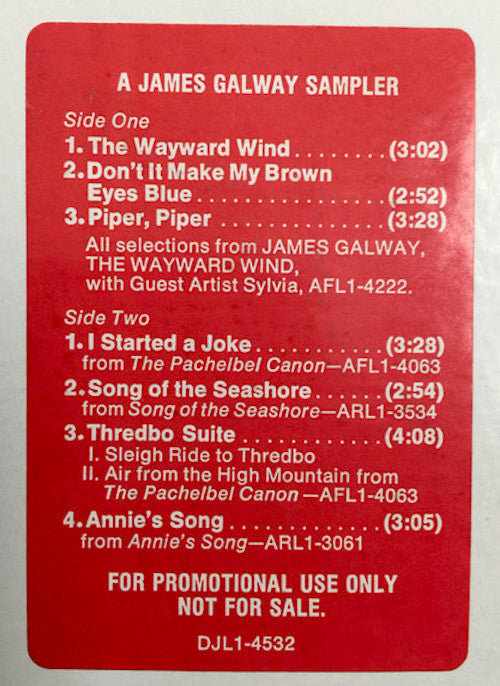 A JAMES GALWAY SAMPLER
Side One
1. The Wayward Wind ........ (3:02)
2. Don't It Make My Brown
Eyes Blue .................. (2:52)
3. Piper, Piper .............. (3:28)
All selections from JAMES GALWAY,
THE WAYWARD WIND,
with Guest Artist Sylvia, AFL1-4222.
Side Two
1. I Started a Joke ........... (3:28)
from The Pachelbel Canon—AFL1-4063
2. Song of the Seashore ...... (2:54)
from Song of the Seashore—ARL1-3534
3. Thredbo Suite ............ (4:08)
I. Sleigh Ride to Thredbo
II. Air from the High Mountain from
The Pachelbel Canon—AFL1-4063
4. Annie's Song ............. (3:05)
from Annie's Song—ARL1-3061
FOR PROMOTIONAL USE ONLY
NOT FOR SALE.
DJL1-4532